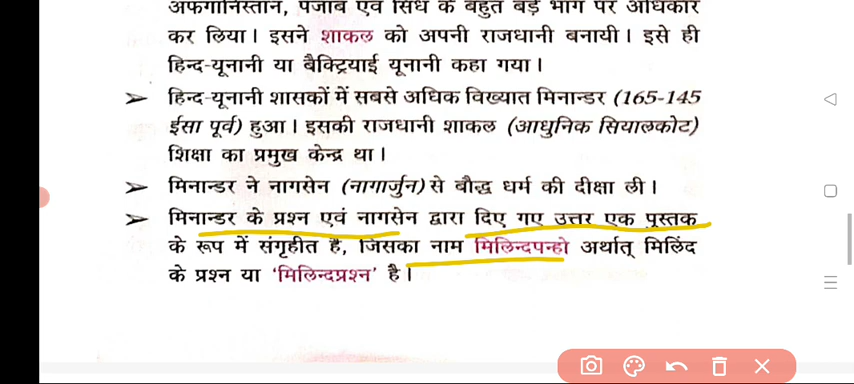 अफगानिस्तान, पंजाब एवं सिंध के बहुत बड़े भाग पर अधिकार
कर लिया। इसने शाकल को अपनी राजधानी बनायी। इसे ही
हिन्द-यूनानी या बैक्ट्रियाई यूनानी कहा गया।
➢ हिन्द-यूनानी शासकों में सबसे अधिक विख्यात मिनान्डर (165-145
ईसा पूर्व) हुआ। इसकी राजधानी शाकल (आधुनिक सियालकोट)
शिक्षा का प्रमुख केन्द्र था।
➢ मिनान्डर ने नागसेन (नागार्जुन) से बौद्ध धर्म की दीक्षा ली।
➢ मिनान्डर के प्रश्न एवं नागसेन द्वारा दिए गए उत्तर एक पुस्तक
के रूप में संगृहीत है, जिसका नाम मिलिन्दपन्हो अर्थात् मिलिंद
के प्रश्न या 'मिलिन्दप्रश्न' है।